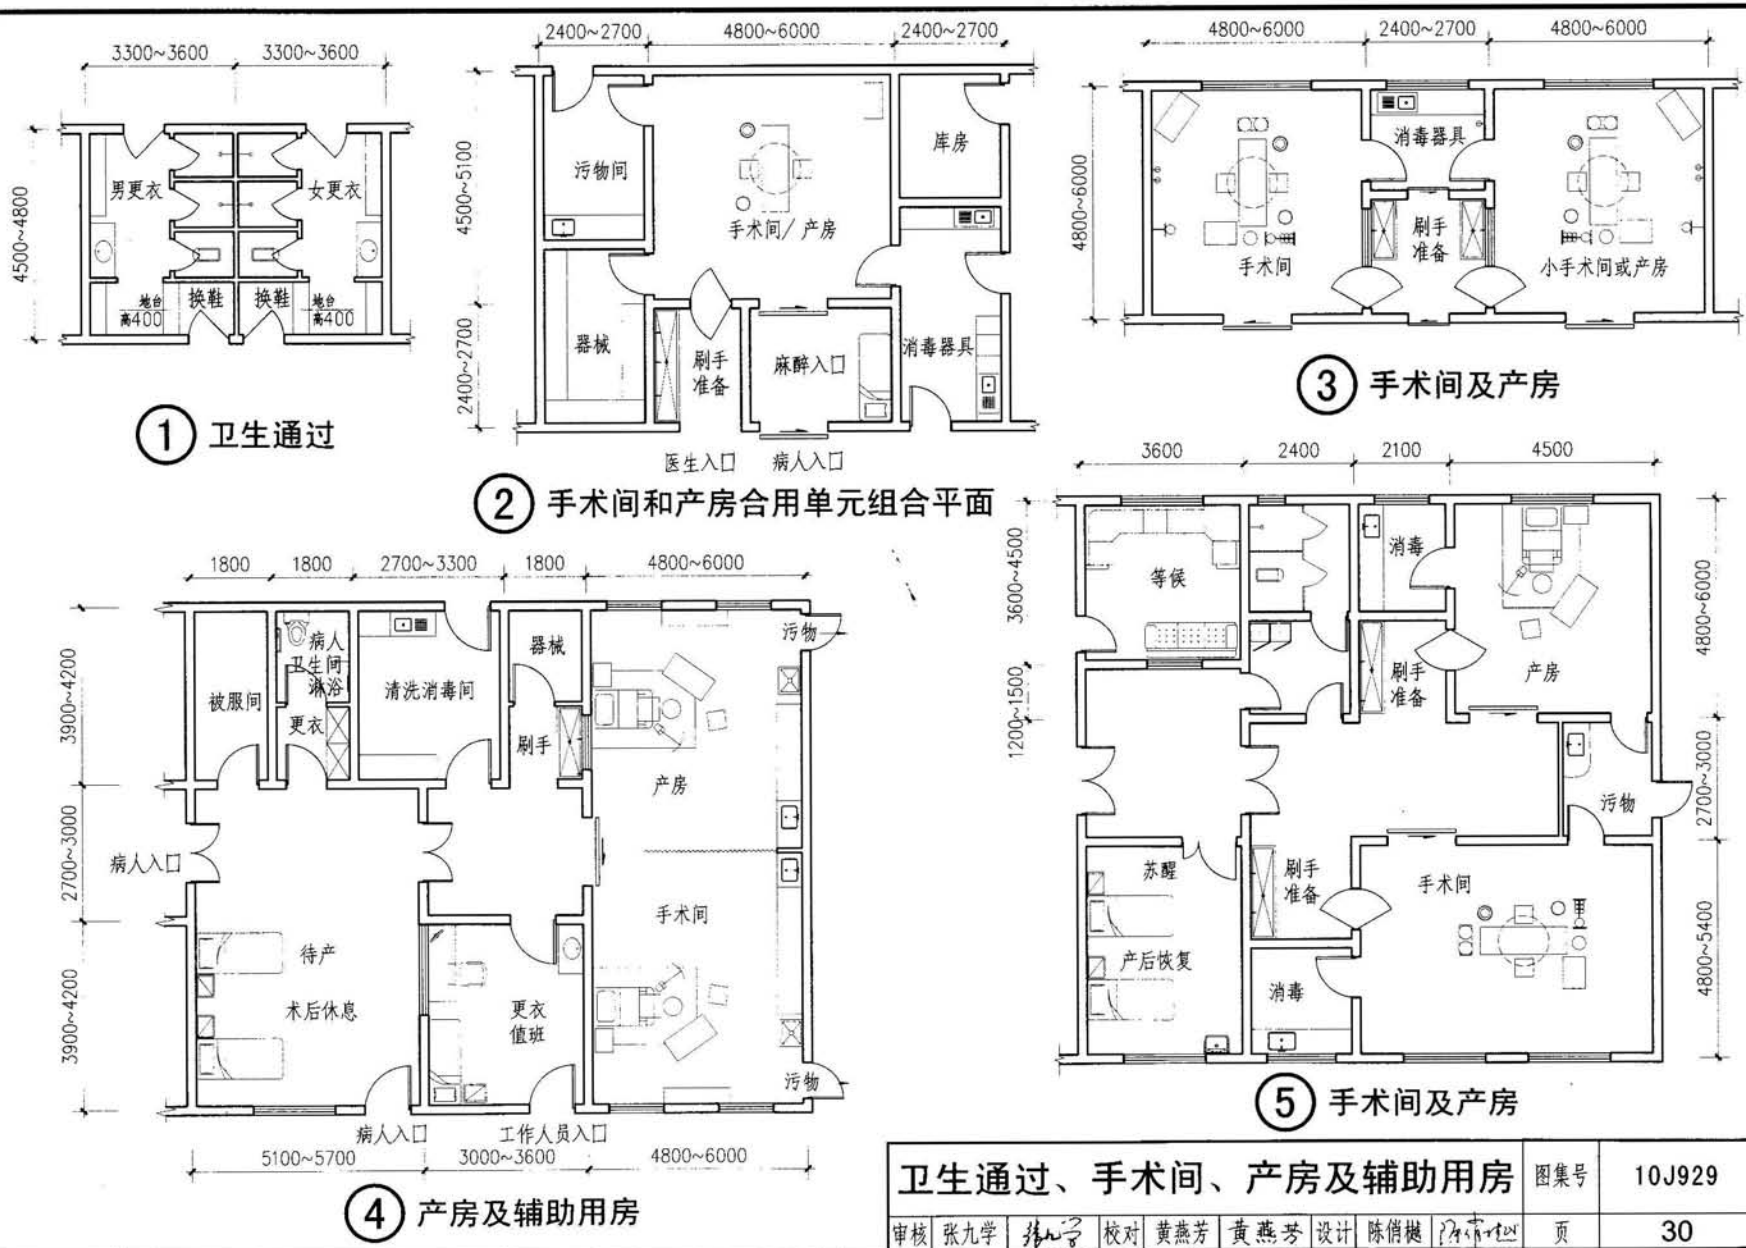 3300~3600
3300~3600
4500~4800
男更衣
女更衣
地台
高400
换鞋
换鞋
地台
高400
1 卫生通过
2400~2700
4800~6000
2400~2700
4500~5100
2400~2700
污物间
手术间/产房
库房
器械
刷手
准备
麻醉入口
消毒器具
医生入口
病人入口
2 手术间和产房合用单元组合平面
4800~6000
2400~2700
4800~6000
4800~6000
消毒器具
手术间
刷手
准备
小手术间或产房
3 手术间及产房
1800
1800
2700~3300
1800
4800~6000
3900~4200
2700~3000
3900~4200
被服间
病人
卫生间
淋浴
更衣
清洗消毒间
器械
刷手
污物
产房
病人入口
手术间
待产
术后休息
更衣
值班
污物
病人入口
工作人员入口
5100~5700
3000~3600
4800~6000
4 产房及辅助用房
3600
2400
2100
4500
3600~4500
1200~1500
4800~6000
2700~3000
4800~5400
等候
消毒
刷手
准备
产房
污物
苏醒
产后恢复
刷手
准备
手术间
消毒
5 手术间及产房
卫生通过、手术间、产房及辅助用房 图集号 10J929
审核 张九学 校对 黄燕芳 黄燕芳 设计 陈俏樾 页 30